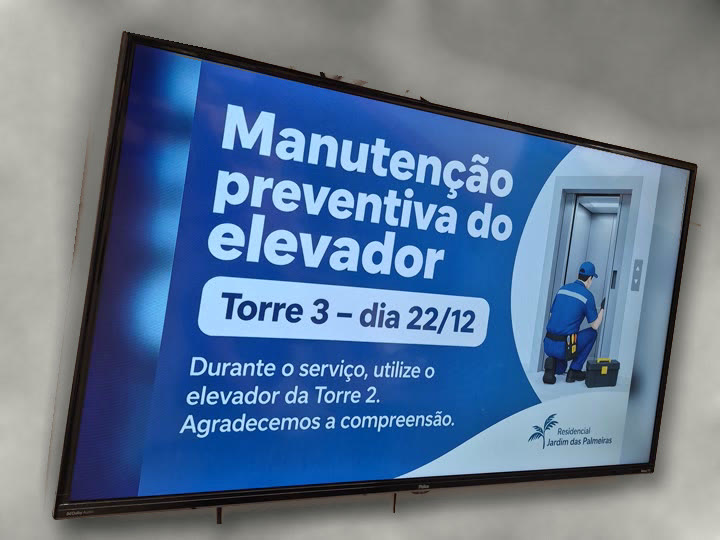 Manutenção
preventiva do
elevador
Torre 3 – dia 22/12
Durante o serviço, utilize o
elevador da Torre 2.
Agradecemos a compreensão.
Residencial
Jardim das Palmeiras
Philco